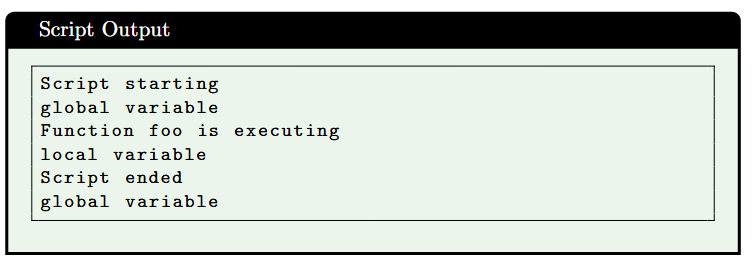 Script Output
Script starting
global variable
Function foo is executing
local variable
Script ended
global variable